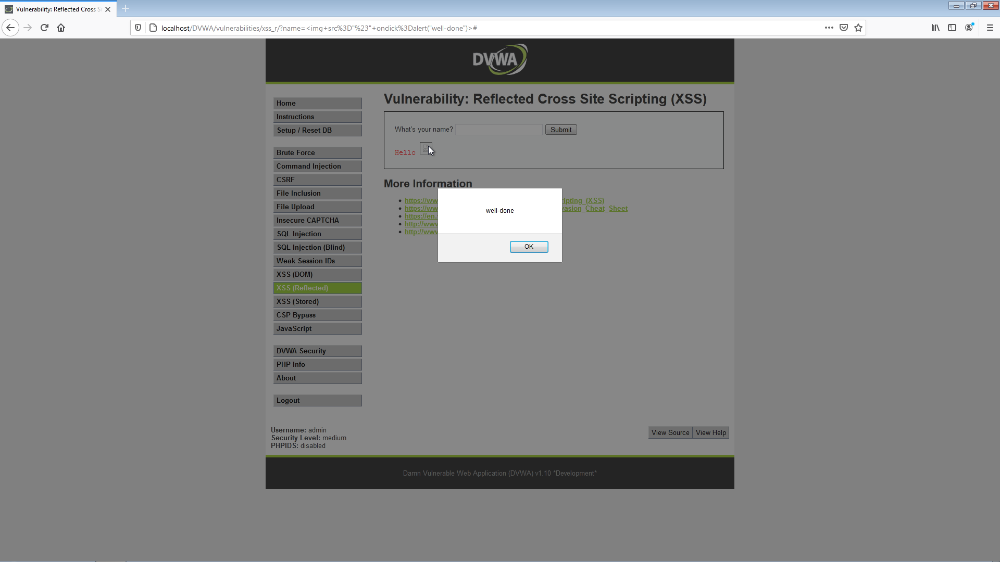 Vulnerability: Reflected Cross S
localhost/DVWA/vulnerabilities/xss_r/?name=<img+src%3D"%23"+onclick%3Dalert("well-done")>#
DVWA
Home
Instructions
Setup / Reset DB
Brute Force
Command Injection
CSRF
File Inclusion
File Upload
Insecure CAPTCHA
SQL Injection
SQL Injection (Blind)
Weak Session IDs
XSS (DOM)
XSS (Reflected)
XSS (Stored)
CSP Bypass
JavaScript
DVWA Security
PHP Info
About
Logout
Vulnerability: Reflected Cross Site Scripting (XSS)
What's your name? Submit
Hello
More Information
https://ww ripting_(XSS)
https://ww vasion_Cheat_Sheet
https://en.
http://www
http://www
well-done
OK
Username: admin
Security Level: medium
PHPIDS: disabled
View Source View Help
Damn Vulnerable Web Application (DVWA) v1.10 *Development*